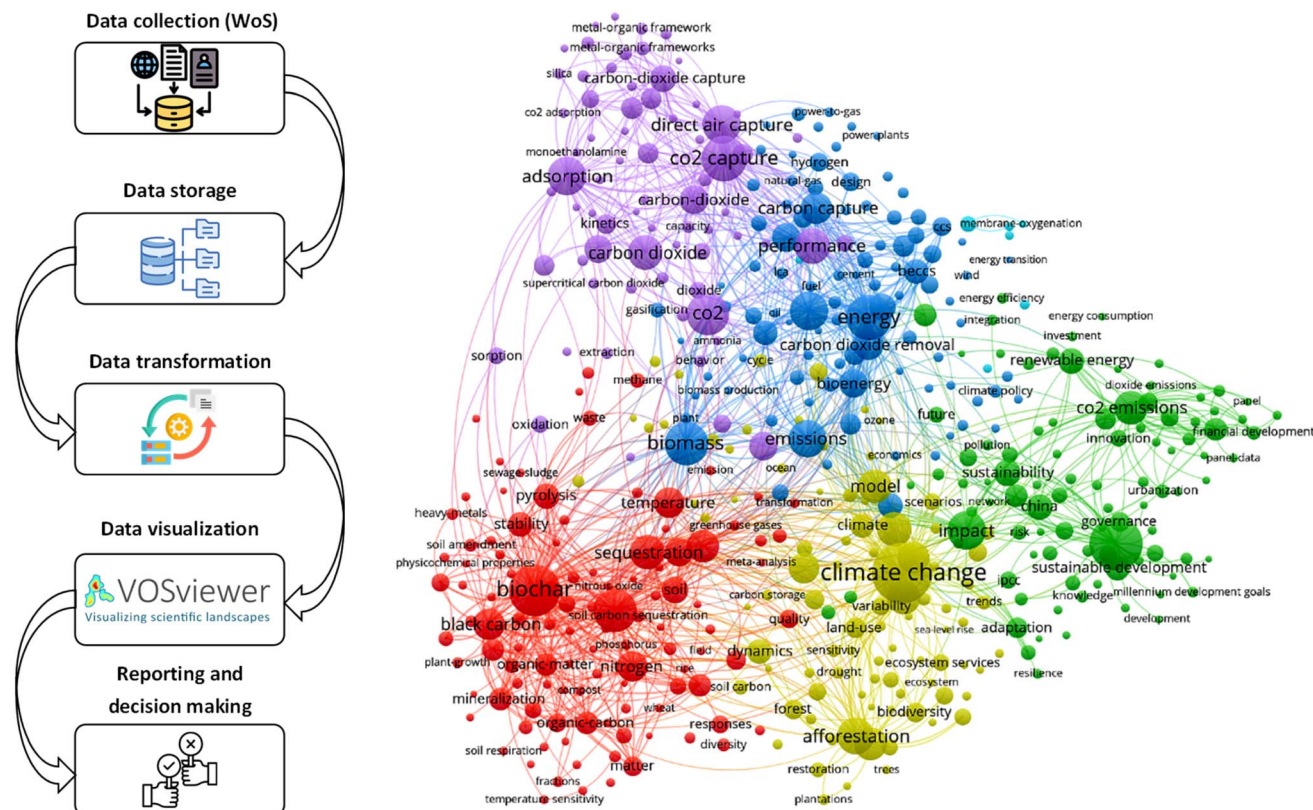 Data collection (WoS)
Data storage
Data transformation
Data visualization
VOSviewer
Visualizing scientific landscapes
Reporting and
decision making
metal-organic framework
metal-organic frameworks
silica
carbon-dioxide capture
co2 adsorption
direct air capture
power-to-gas
power-plants
monoethanolamine
co2 capture
hydrogen
adsorption
natural-gas
design
carbon-dioxide
carbon capture
kinetics
capacity
ccs
membrane-oxygenation
carbon dioxide
performance
energy transition
lca
cement
beccs
wind
supercritical carbon dioxide
dioxide
fuel
energy efficiency
gasification
co2
oil
energy
integration
energy consumption
ammonia
carbon dioxide removal
investment
sorption
extraction
behavior
cycle
renewable energy
methane
biomass production
bioenergy
climate policy
dioxide emissions
waste
plant
future
co2 emissions
panel
oxidation
ozone
innovation
financial development
biomass
emissions
pollution
panel-data
sewage-sludge
emission
ocean
economics
sustainability
pyrolysis
temperature
transformation
model
scenarios
network
urbanization
heavy-metals
stability
greenhouse gases
climate
impact
risk
china
governance
soil amendment
sequestration
meta-analysis
physicochemical properties
climate change
ipcc
sustainable development
biochar
nitrous-oxide
soil
carbon storage
variability
trends
knowledge
millennium development goals
soil carbon sequestration
quality
land-use
sea-level rise
adaptation
development
black carbon
phosphorus
dynamics
sensitivity
plant-growth
organic-matter
nitrogen
rice
field
drought
ecosystem services
resilience
mineralization
compost
soil carbon
ecosystem
wheat
forest
biodiversity
organic-carbon
responses
afforestation
soil respiration
diversity
matter
restoration
trees
fractions
temperature sensitivity
plantations